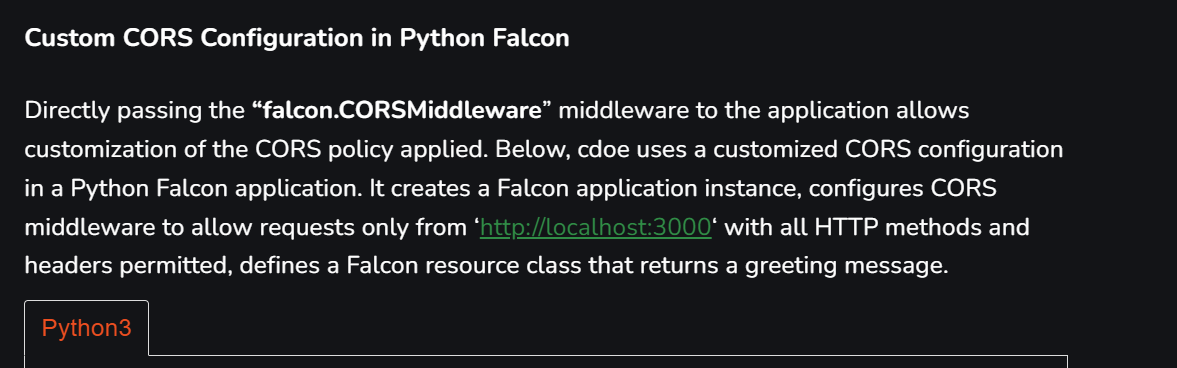 Custom CORS Configuration in Python Falcon
Directly passing the “falcon.CORSMiddleware” middleware to the application allows
customization of the CORS policy applied. Below, cdoe uses a customized CORS configuration
in a Python Falcon application. It creates a Falcon application instance, configures CORS
middleware to allow requests only from ‘http://localhost:3000‘ with all HTTP methods and
headers permitted, defines a Falcon resource class that returns a greeting message.
Python3